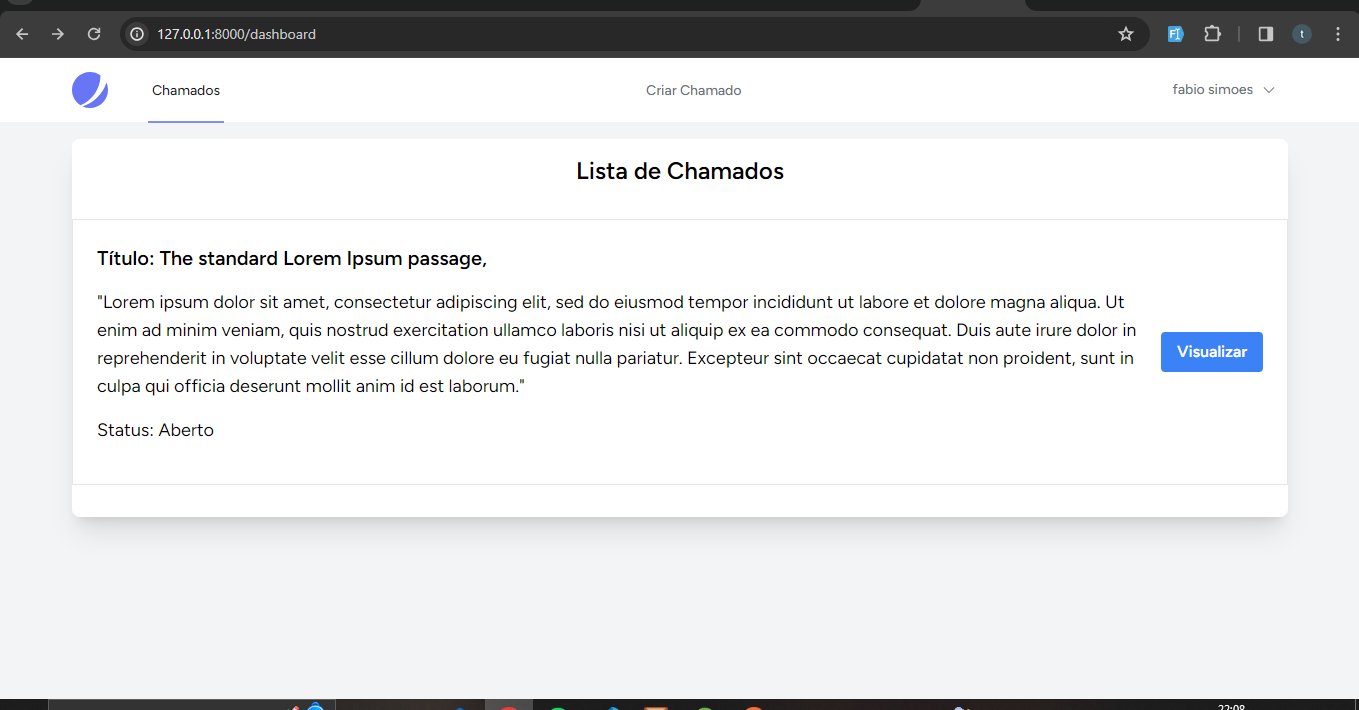 127.0.0.1:8000/dashboard
FI
t
Chamados
Criar Chamado
fabio simoes
Lista de Chamados
Título: The standard Lorem Ipsum passage,
"Lorem ipsum dolor sit amet, consectetur adipiscing elit, sed do eiusmod tempor incididunt ut labore et dolore magna aliqua. Ut
enim ad minim veniam, quis nostrud exercitation ullamco laboris nisi ut aliquip ex ea commodo consequat. Duis aute irure dolor in
reprehenderit in voluptate velit esse cillum dolore eu fugiat nulla pariatur. Excepteur sint occaecat cupidatat non proident, sunt in
culpa qui officia deserunt mollit anim id est laborum."
Visualizar
Status: Aberto
22:08